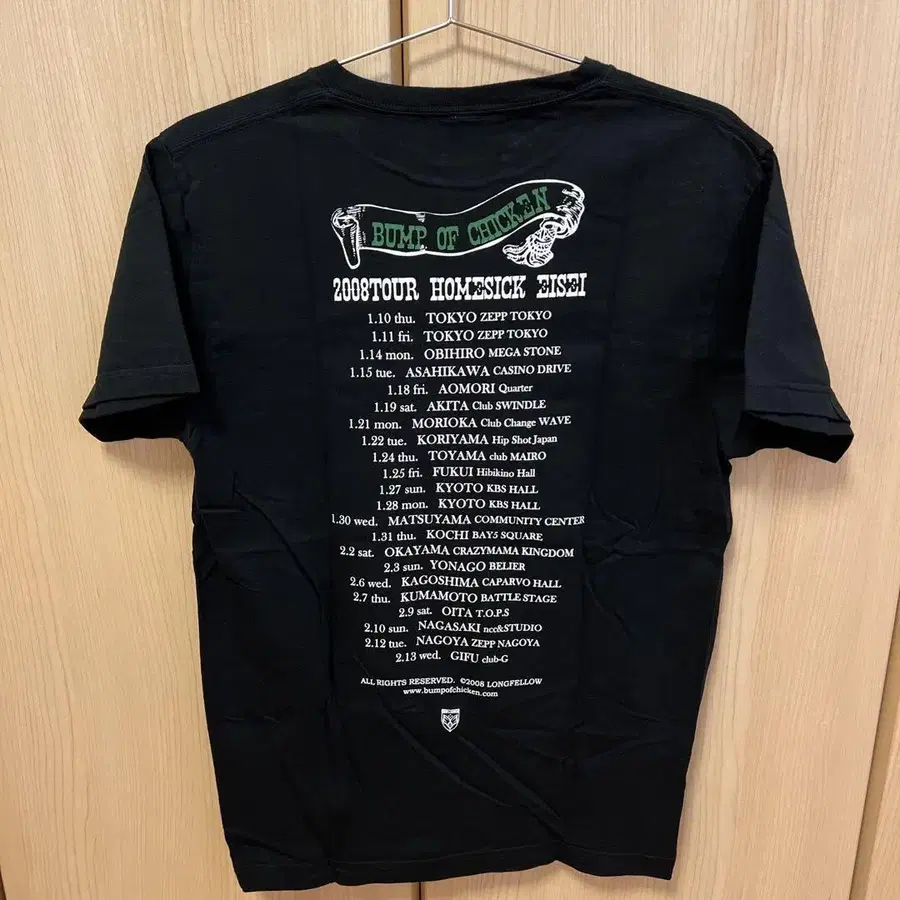 BUMP OF CHICKEN
2008TOUR HOMESICK EISEI
1.10 thu. TOKYO ZEPP TOKYO
1.11 fri. TOKYO ZEPP TOKYO
1.14 mon. OBIHIRO MEGA STONE
1.15 tue. ASAHIKAWA CASINO DRIVE
1.18 fri. AOMORI Quarter
1.19 sat. AKITA Club SWINDLE
1.21 mon. MORIOKA Club Change WAVE
1.22 tue. KORIYAMA Hip Shot Japan
1.24 thu. TOYAMA club MAIRO
1.25 fri. FUKUI Hibikino Hall
1.27 sun. KYOTO KBS HALL
1.28 mon. KYOTO KBS HALL
1.30 wed. MATSUYAMA COMMUNITY CENTER
1.31 thu. KOCHI BAY5 SQUARE
2.2 sat. OKAYAMA CRAZYMAMA KINGDOM
2.3 sun. YONAGO BELIER
2.6 wed. KAGOSHIMA CAPARVO HALL
2.7 thu. KUMAMOTO BATTLE STAGE
2.9 sat. OITA T.O.P.S
2.10 sun. NAGASAKI ncc&STUDIO
2.12 tue. NAGOYA ZEPP NAGOYA
2.13 wed. GIFU club-G
ALL RIGHTS RESERVED. ©2008 LONGFELLOW
www.bumpofchicken.com